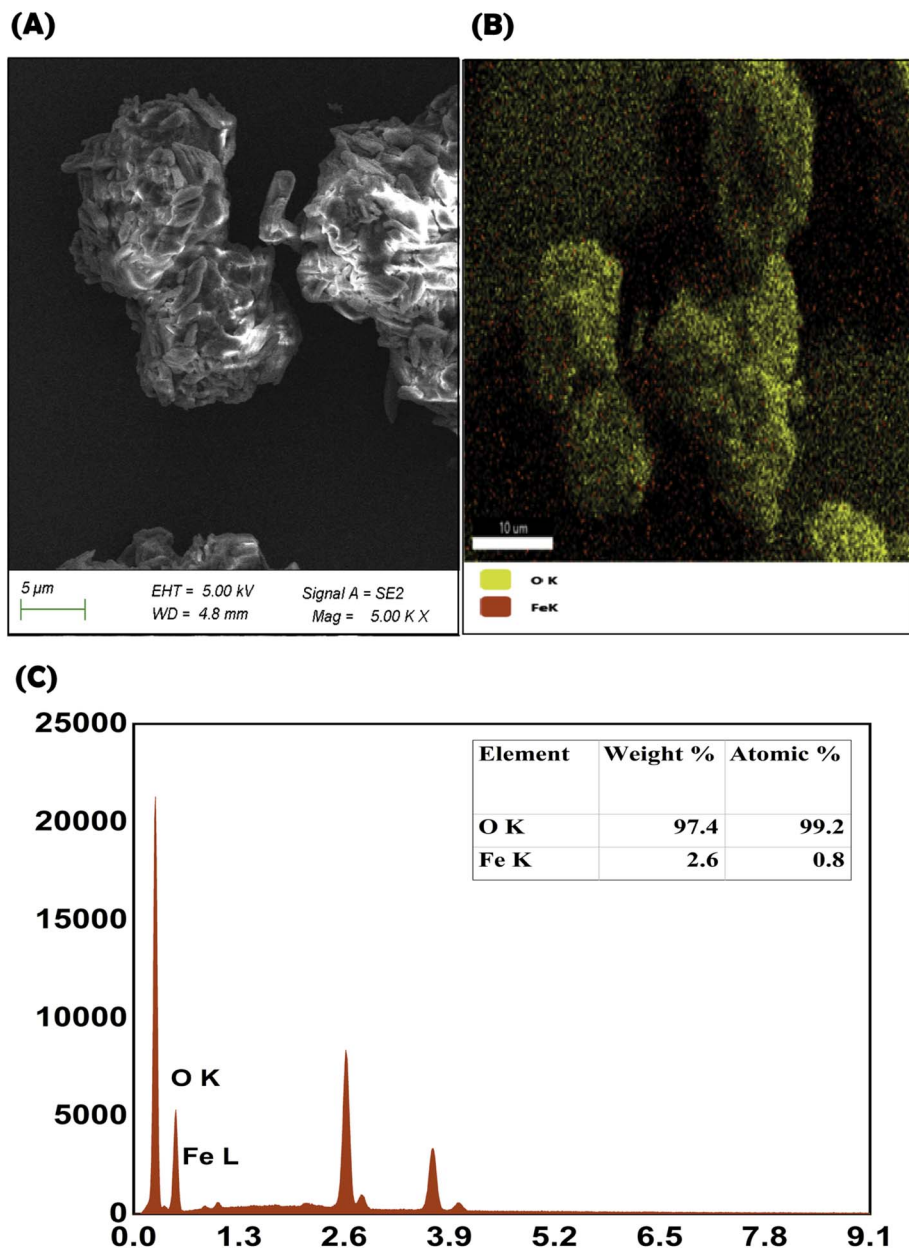 (A)
(B)
5 µm
EHT = 5.00 kV
Signal A = SE2
WD = 4.8 mm
Mag = 5.00 K X
10 um
O K
FeK
(C)
25000
20000
15000
10000
5000
0
Element Weight % Atomic %
O K 97.4 99.2
Fe K 2.6 0.8
O K
Fe L
0.0 1.3 2.6 3.9 5.2 6.5 7.8 9.1